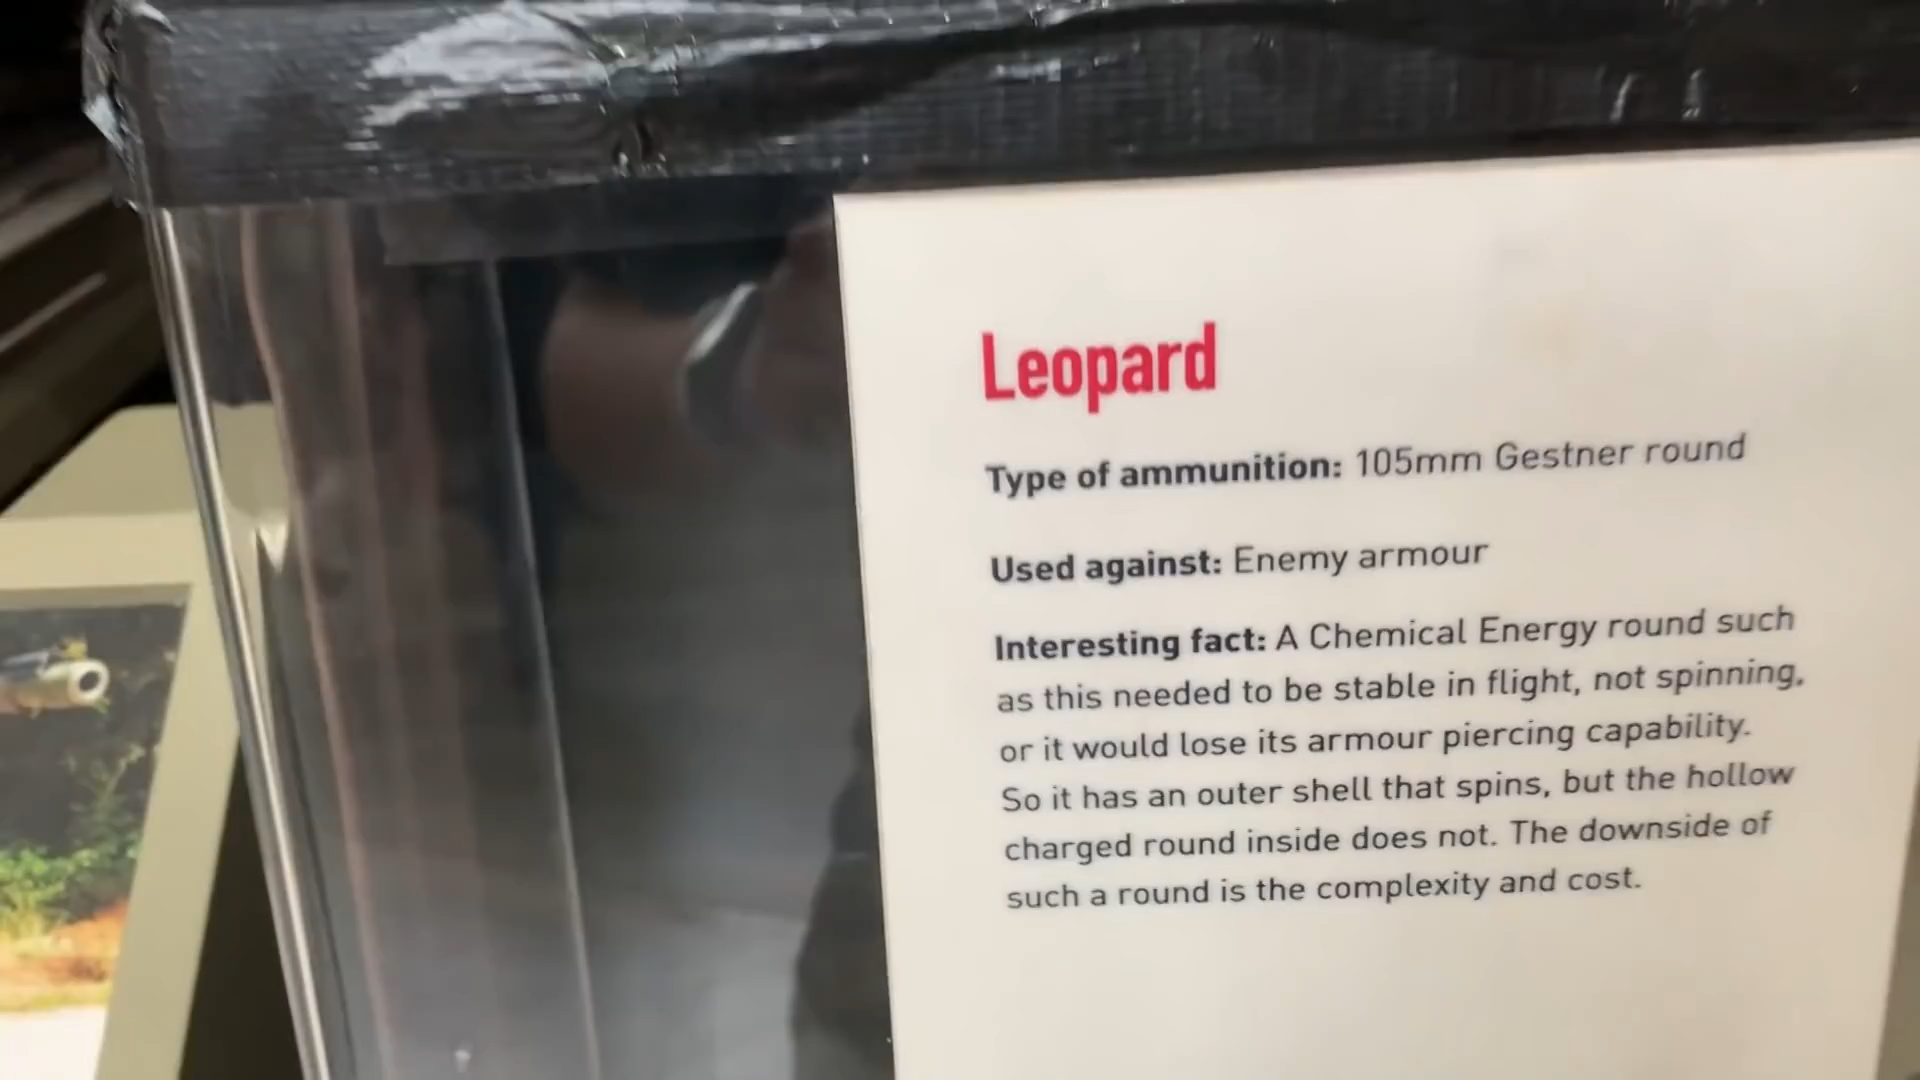 Leopard
Type of ammunition: 105mm Gestner round
Used against: Enemy armour
Interesting fact: A Chemical Energy round such
as this needed to be stable in flight, not spinning,
or it would lose its armour piercing capability.
So it has an outer shell that spins, but the hollow
charged round inside does not. The downside of
such a round is the complexity and cost.